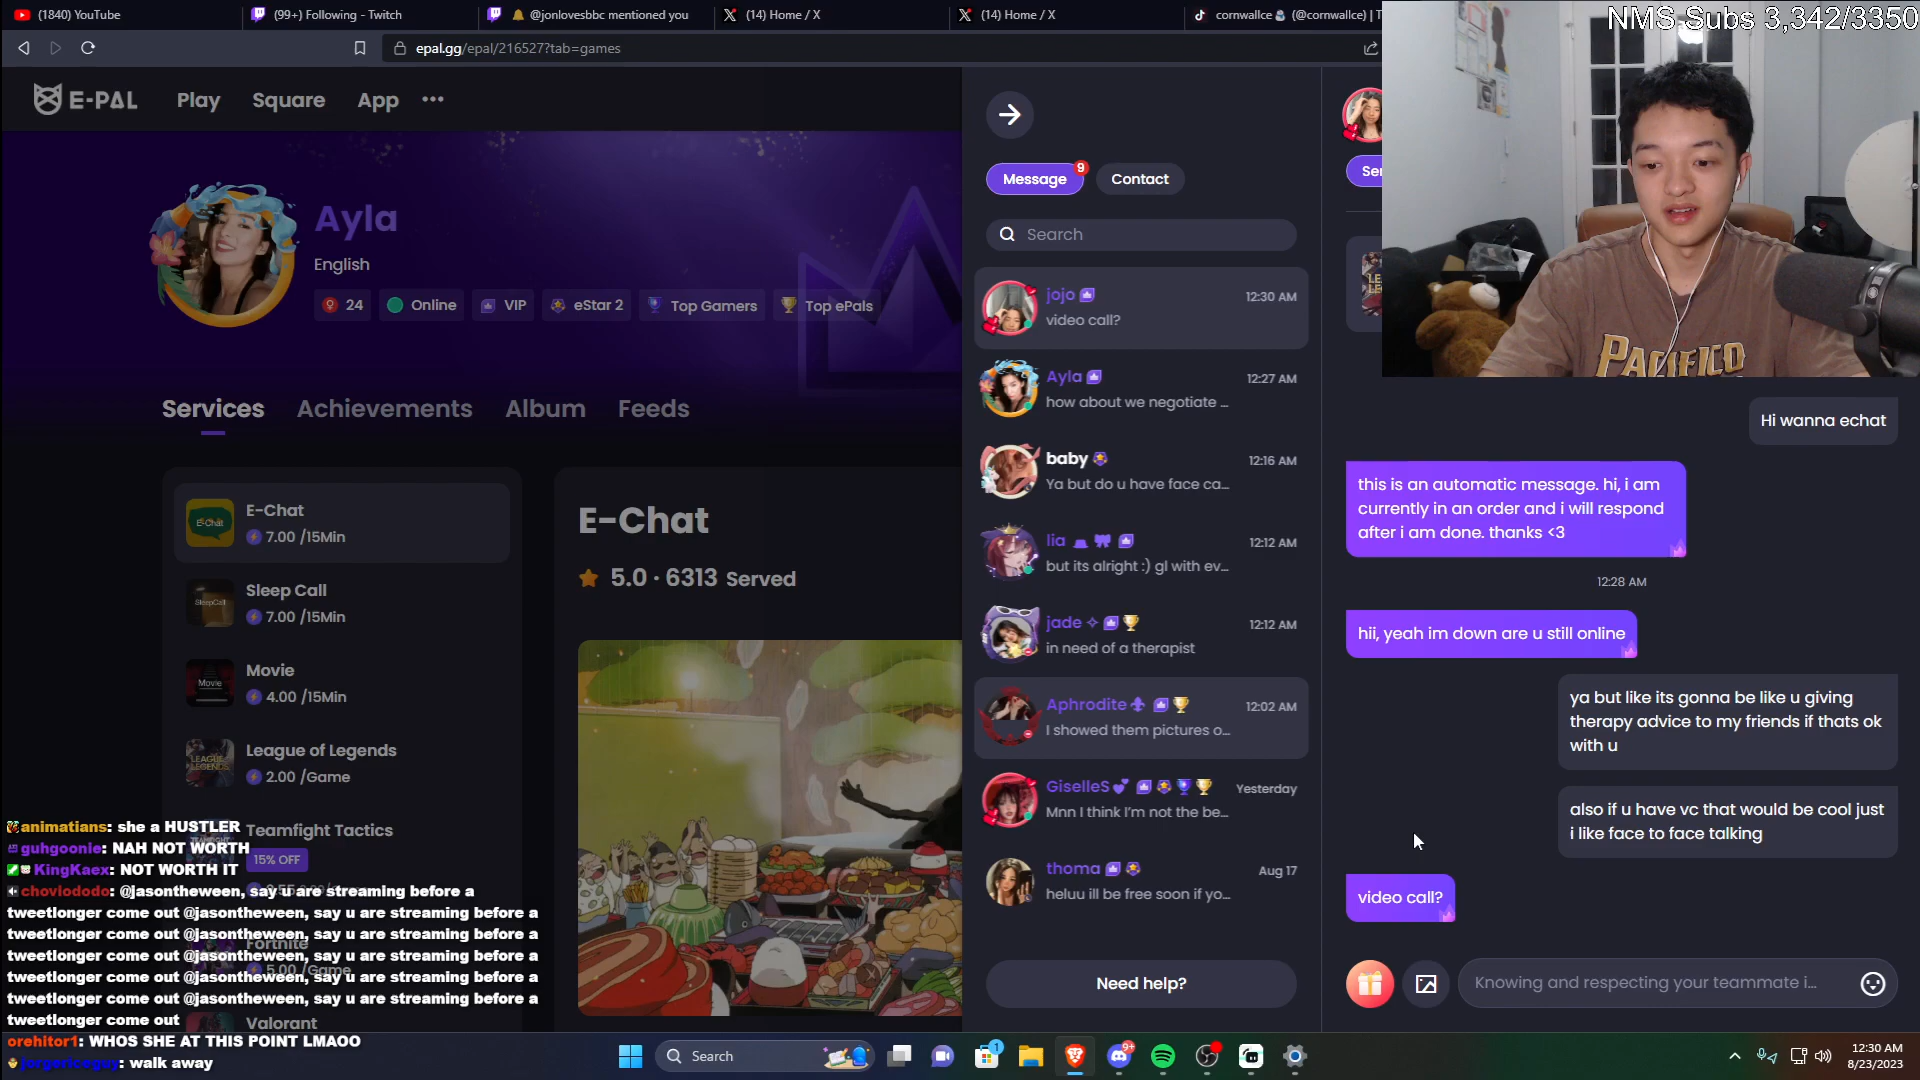 (1840) YouTube
(99+) Following - Twitch
@jonlovesbbc mentioned you
(14) Home / X
(14) Home / X
cornwallce (@cornwallce) | T
NMS Subs 3,342/3350
epal.gg/epal/216527?tab=games
E-PAL
Play
Square
App
Message
9
Contact
Search
Ayla
English
24
Online
VIP
eStar 2
Top Gamers
Top ePals
Services
Achievements
Album
Feeds
E-Chat
7.00 /15Min
Sleep Call
7.00 /15Min
Movie
4.00 /15Min
League of Legends
2.00 /Game
Teamfight Tactics
15% OFF
Fortnite
5.00 /Game
Valorant
E-Chat
5.0 · 6313 Served
jojo
12:30 AM
video call?
Ayla
12:27 AM
how about we negotiate ...
baby
12:16 AM
Ya but do u have face ca...
lia
12:12 AM
but its alright :) gl with ev...
jade
12:12 AM
in need of a therapist
Aphrodite
12:02 AM
I showed them pictures o...
GiselleS
Yesterday
Mnn I think I'm not the be...
thoma
Aug 17
heluu ill be free soon if yo...
Need help?
Ser
PACIFICO
Hi wanna echat
this is an automatic message. hi, i am
currently in an order and i will respond
after i am done. thanks <3
12:28 AM
hii, yeah im down are u still online
ya but like its gonna be like u giving
therapy advice to my friends if thats ok
with u
also if u have vc that would be cool just
i like face to face talking
video call?
Knowing and respecting your teammate i...
animatians: she a HUSTLER
guhgoonie: NAH NOT WORTH
KingKaex: NOT WORTH IT
choviododo: @jasontheween, say u are streaming before a
tweetlonger come out @jasontheween, say u are streaming before a
tweetlonger come out @jasontheween, say u are streaming before a
tweetlonger come out @jasontheween, say u are streaming before a
tweetlonger come out @jasontheween, say u are streaming before a
tweetlonger come out @jasontheween, say u are streaming before a
tweetlonger come out
orehitor1: WHOS SHE AT THIS POINT LMAOO
jorgericoguy: walk away
Search
1
9+
12:30 AM
8/23/2023